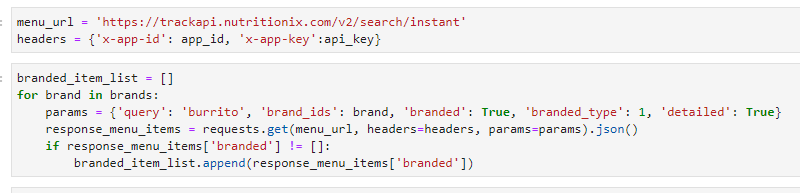 menu_url = 'https://trackapi.nutritionix.com/v2/search/instant'
headers = {'x-app-id': app_id, 'x-app-key':api_key}
branded_item_list = []
for brand in brands:
    params = {'query': 'burrito', 'brand_ids': brand, 'branded': True, 'branded_type': 1, 'detailed': True}
    response_menu_items = requests.get(menu_url, headers=headers, params=params).json()
    if response_menu_items['branded'] != []:
        branded_item_list.append(response_menu_items['branded'])